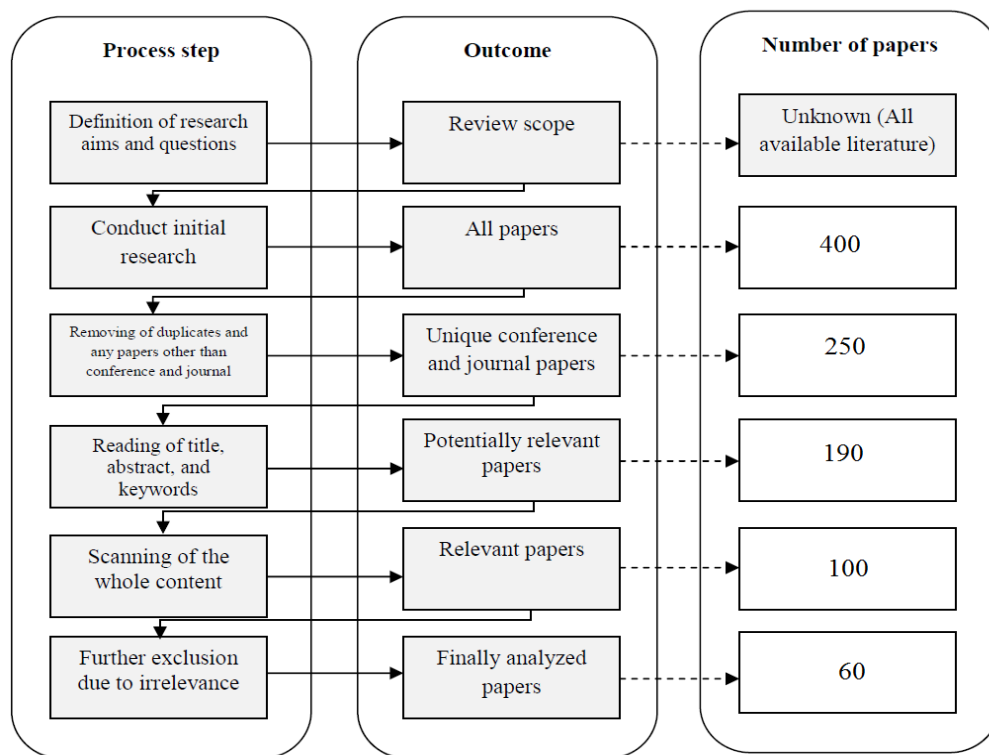 Process step
Outcome
Number of papers
Definition of research
aims and questions
Review scope
Unknown (All
available literature)
Conduct initial
research
All papers
400
Removing of duplicates and
any papers other than
conference and journal
Unique conference
and journal papers
250
Reading of title,
abstract, and
keywords
Potentially relevant
papers
190
Scanning of the
whole content
Relevant papers
100
Further exclusion
due to irrelevance
Finally analyzed
papers
60